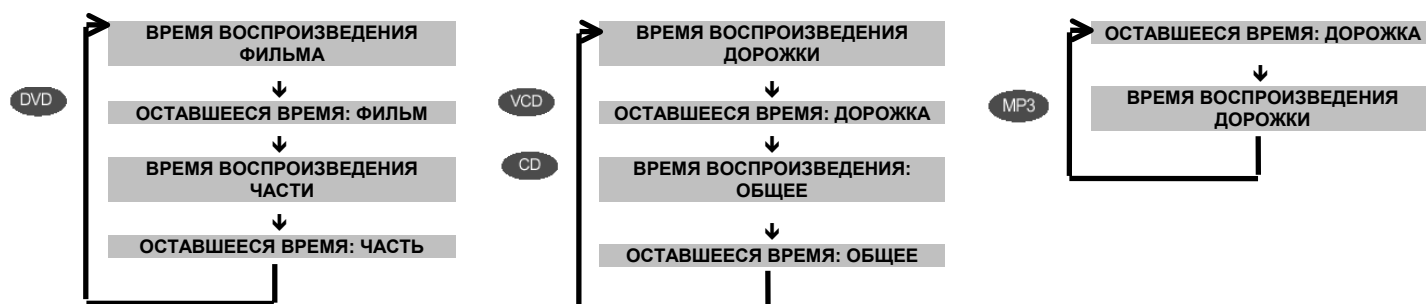 DVD
ВРЕМЯ ВОСПРОИЗВЕДЕНИЯ
ФИЛЬМА
ОСТАВШЕЕСЯ ВРЕМЯ: ФИЛЬМ
ВРЕМЯ ВОСПРОИЗВЕДЕНИЯ
ЧАСТИ
ОСТАВШЕЕСЯ ВРЕМЯ: ЧАСТЬ
VCD
CD
ВРЕМЯ ВОСПРОИЗВЕДЕНИЯ
ДОРОЖКИ
ОСТАВШЕЕСЯ ВРЕМЯ: ДОРОЖКА
ВРЕМЯ ВОСПРОИЗВЕДЕНИЯ:
ОБЩЕЕ
ОСТАВШЕЕСЯ ВРЕМЯ: ОБЩЕЕ
MP3
ОСТАВШЕЕСЯ ВРЕМЯ: ДОРОЖКА
ВРЕМЯ ВОСПРОИЗВЕДЕНИЯ
ДОРОЖКИ